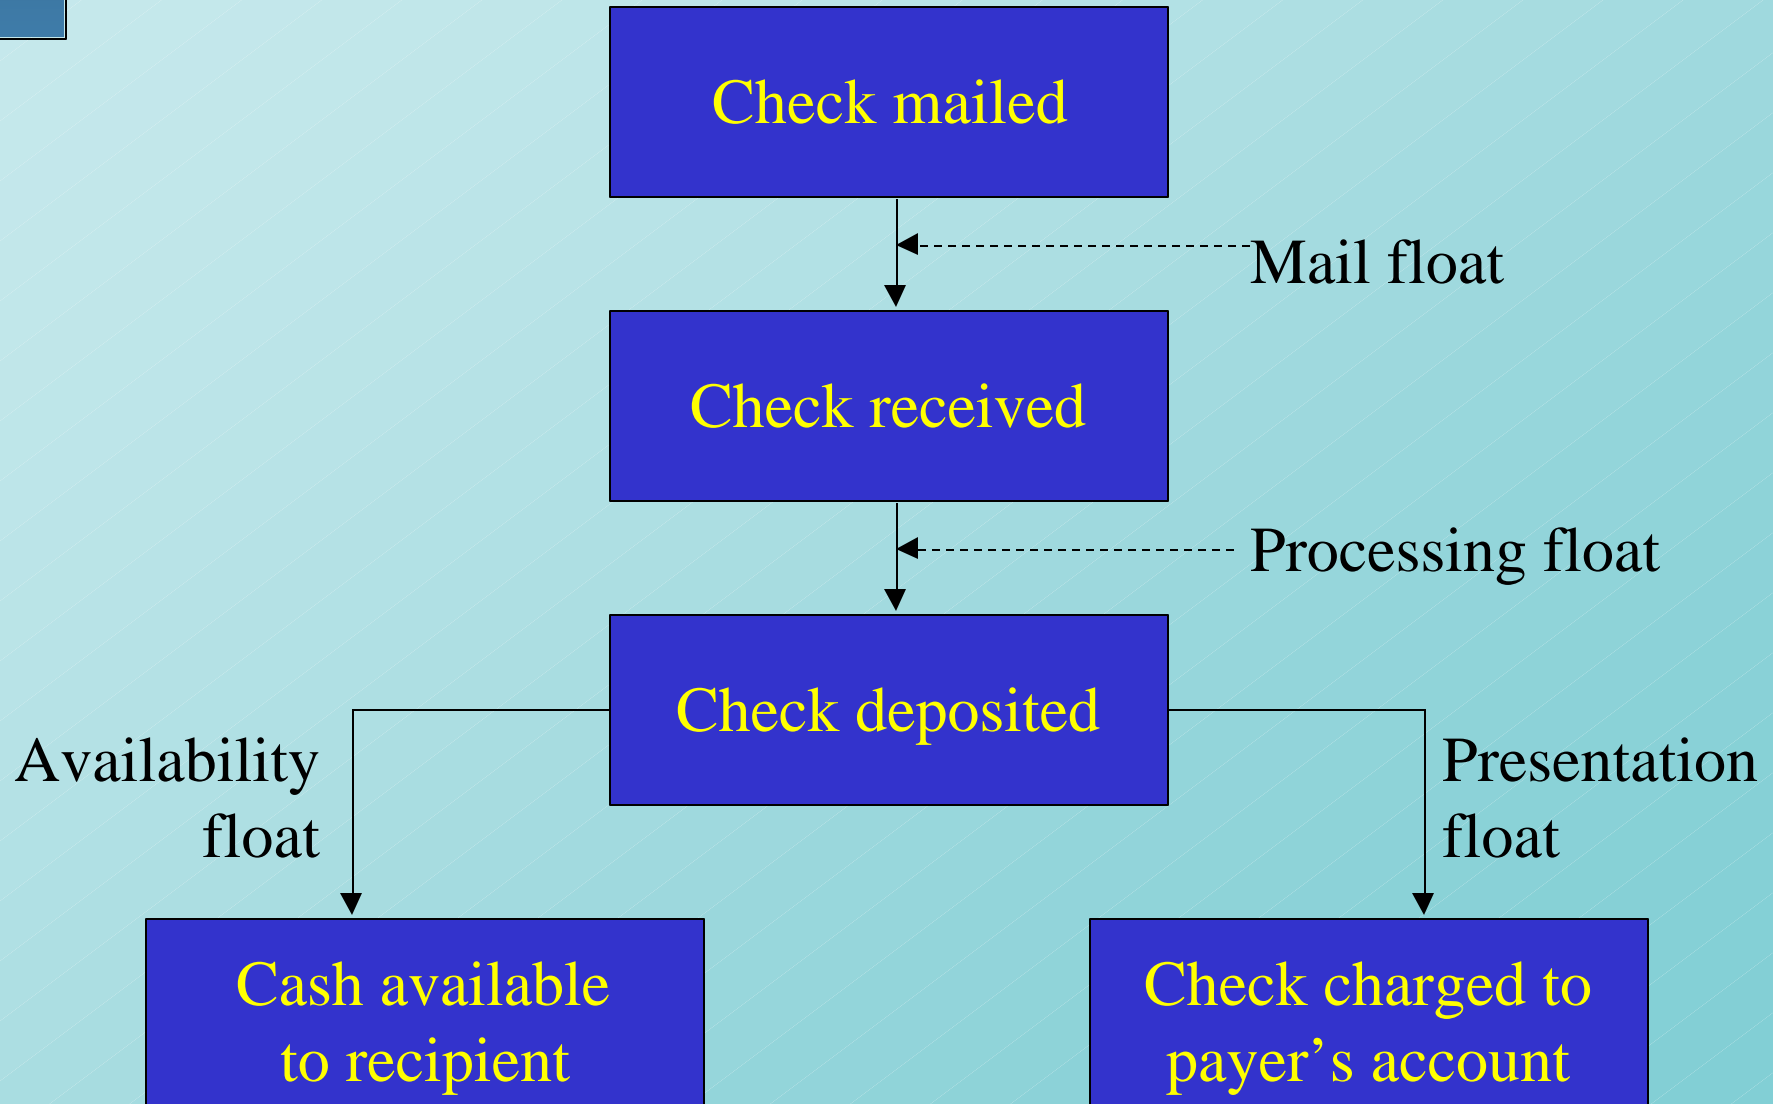 Check mailed
Mail float
Check received
Processing float
Check deposited
Availability
float
Presentation
float
Cash available
to recipient
Check charged to
payer’s account